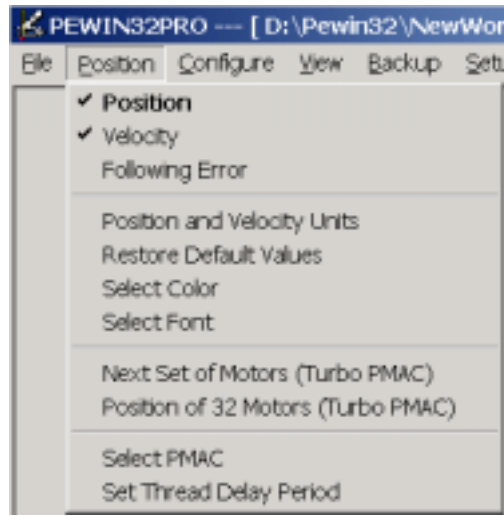 PEWIN32PRO --- [ D:\Pewin32\NewWor
File Position Configure View Backup Setu
✔ Position
✔ Velocity
Following Error
Position and Velocity Units
Restore Default Values
Select Color
Select Font
Next Set of Motors (Turbo PMAC)
Position of 32 Motors (Turbo PMAC)
Select PMAC
Set Thread Delay Period